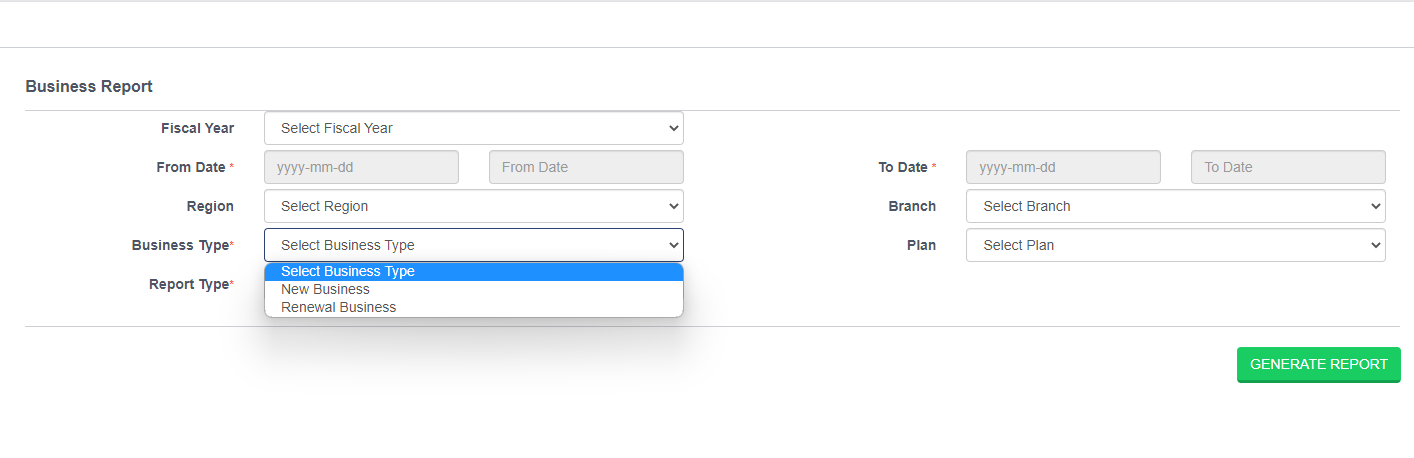 Business Report
Fiscal Year Select Fiscal Year
From Date * yyyy-mm-dd From Date To Date * yyyy-mm-dd To Date
Region Select Region Branch Select Branch
Business Type* Select Business Type Plan Select Plan
Select Business Type
Report Type* New Business
Renewal Business
GENERATE REPORT